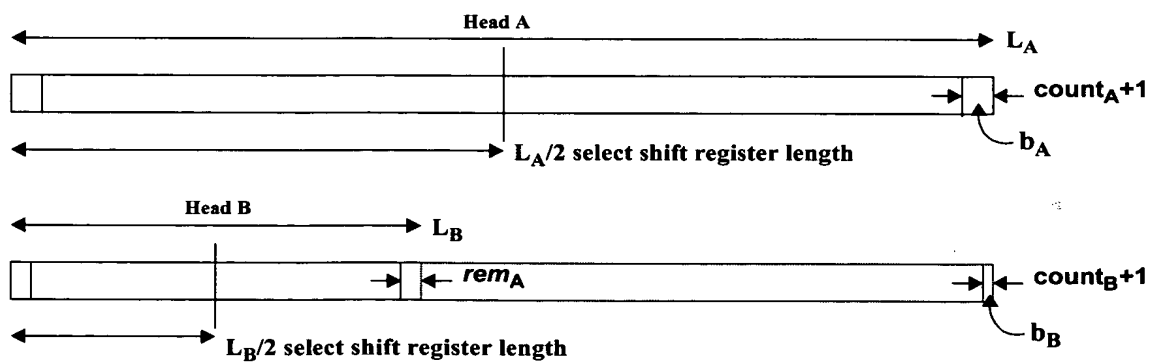 Head A
L_A
count_A+1
b_A
L_A/2 select shift register length
Head B
L_B
rem_A
count_B+1
b_B
L_B/2 select shift register length